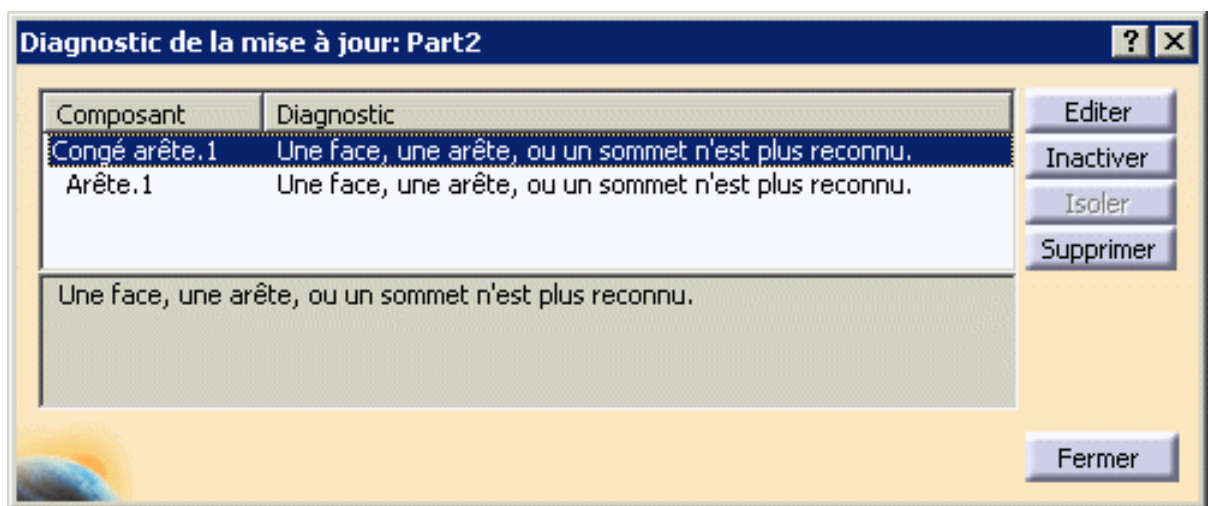 Diagnostic de la mise à jour: Part2
Composant Diagnostic
Congé arête.1 Une face, une arête, ou un sommet n'est plus reconnu.
Arête.1 Une face, une arête, ou un sommet n'est plus reconnu.
Une face, une arête, ou un sommet n'est plus reconnu.
Editer
Inactiver
Isoler
Supprimer
Fermer